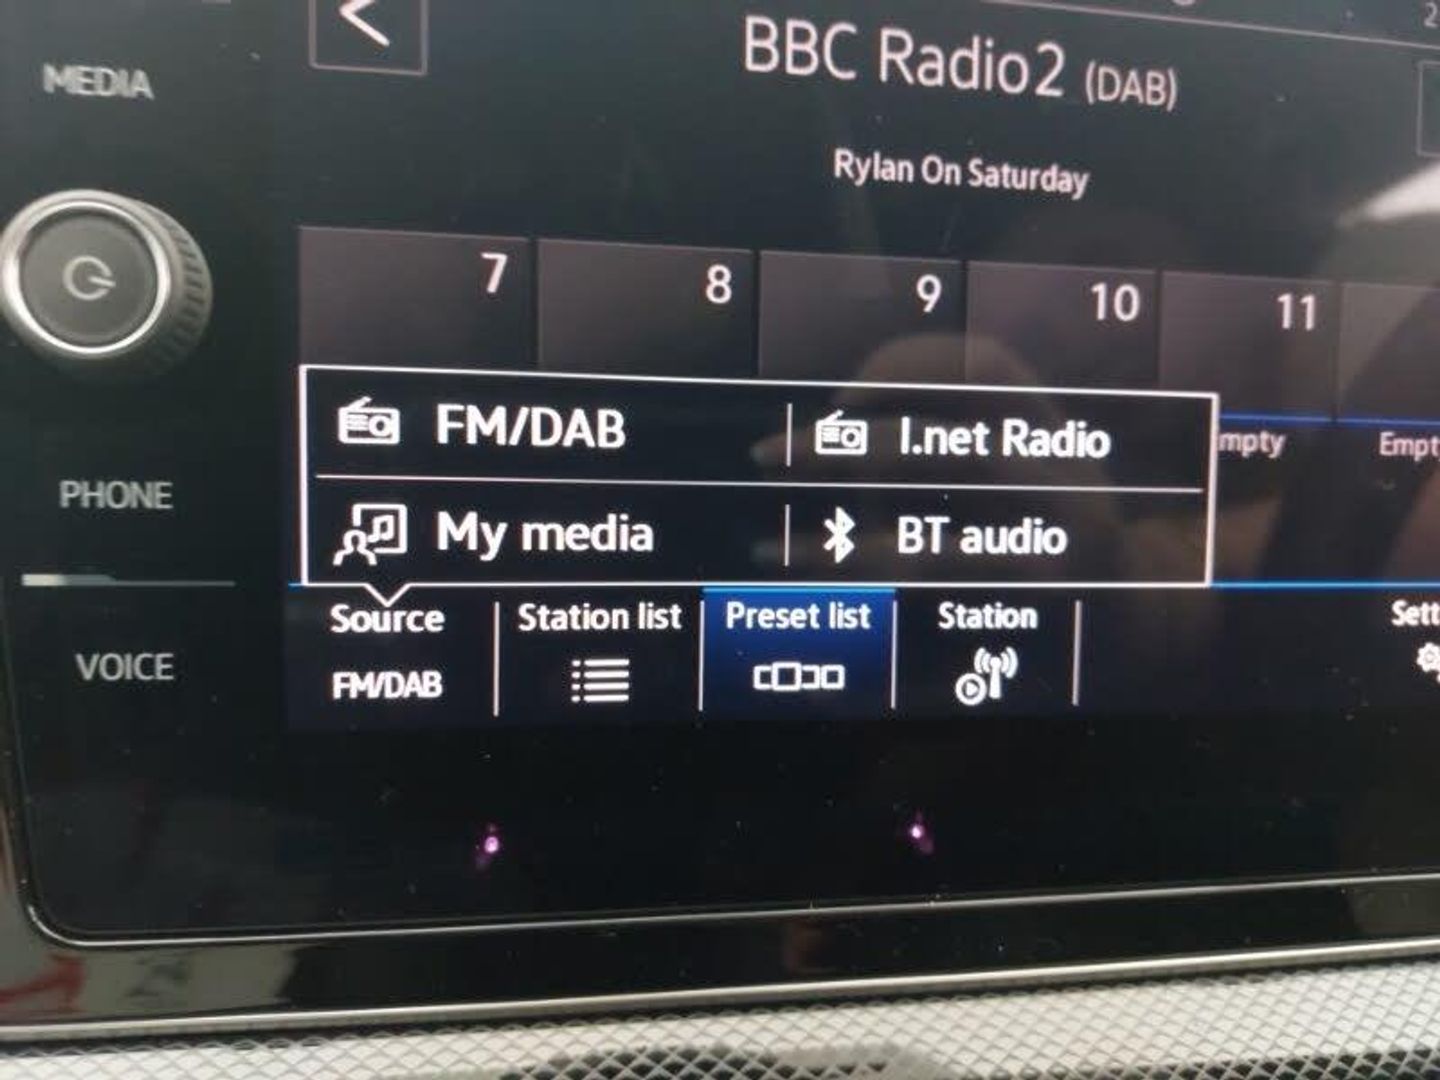 MEDIA
BBC Radio2 (DAB)
Rylan On Saturday
7 8 9 10 11
FM/DAB I.net Radio
My media BT audio
PHONE
Source Station list Preset list Station
FM/DAB
VOICE